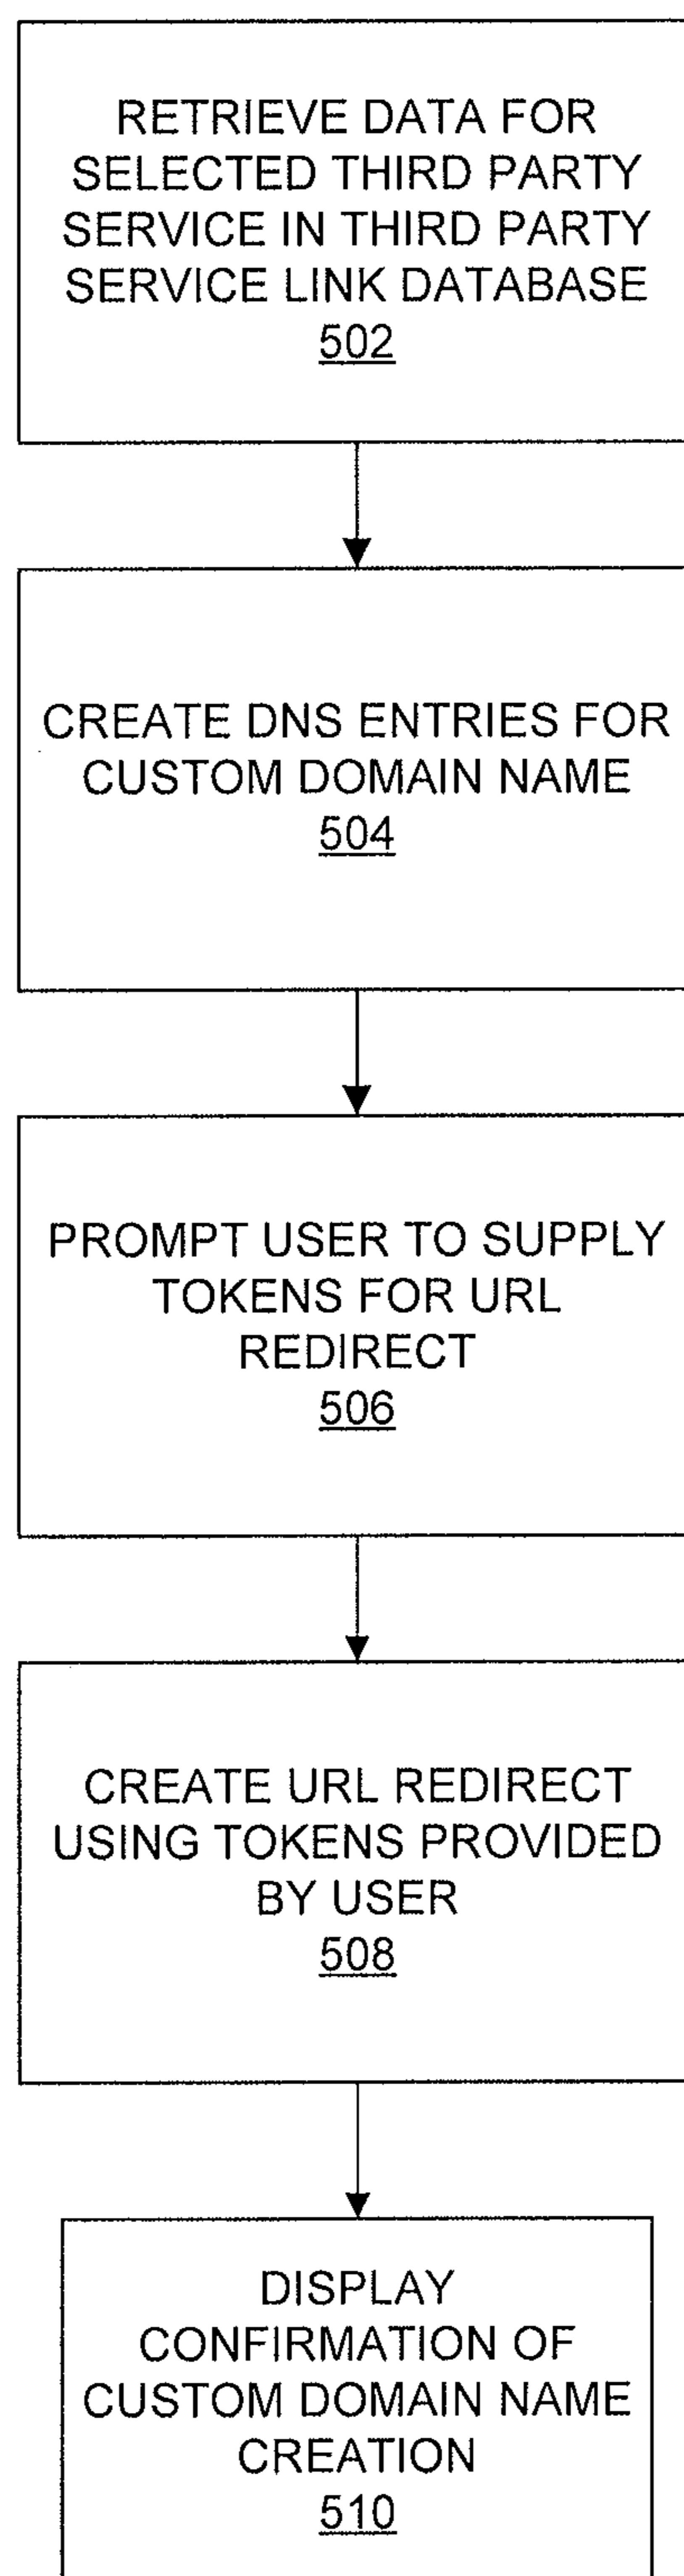 RETRIEVE DATA FOR
SELECTED THIRD PARTY
SERVICE IN THIRD PARTY
SERVICE LINK DATABASE
502
CREATE DNS ENTRIES FOR
CUSTOM DOMAIN NAME
504
PROMPT USER TO SUPPLY
TOKENS FOR URL
REDIRECT
506
CREATE URL REDIRECT
USING TOKENS PROVIDED
BY USER
508
DISPLAY
CONFIRMATION OF
CUSTOM DOMAIN NAME
CREATION
510